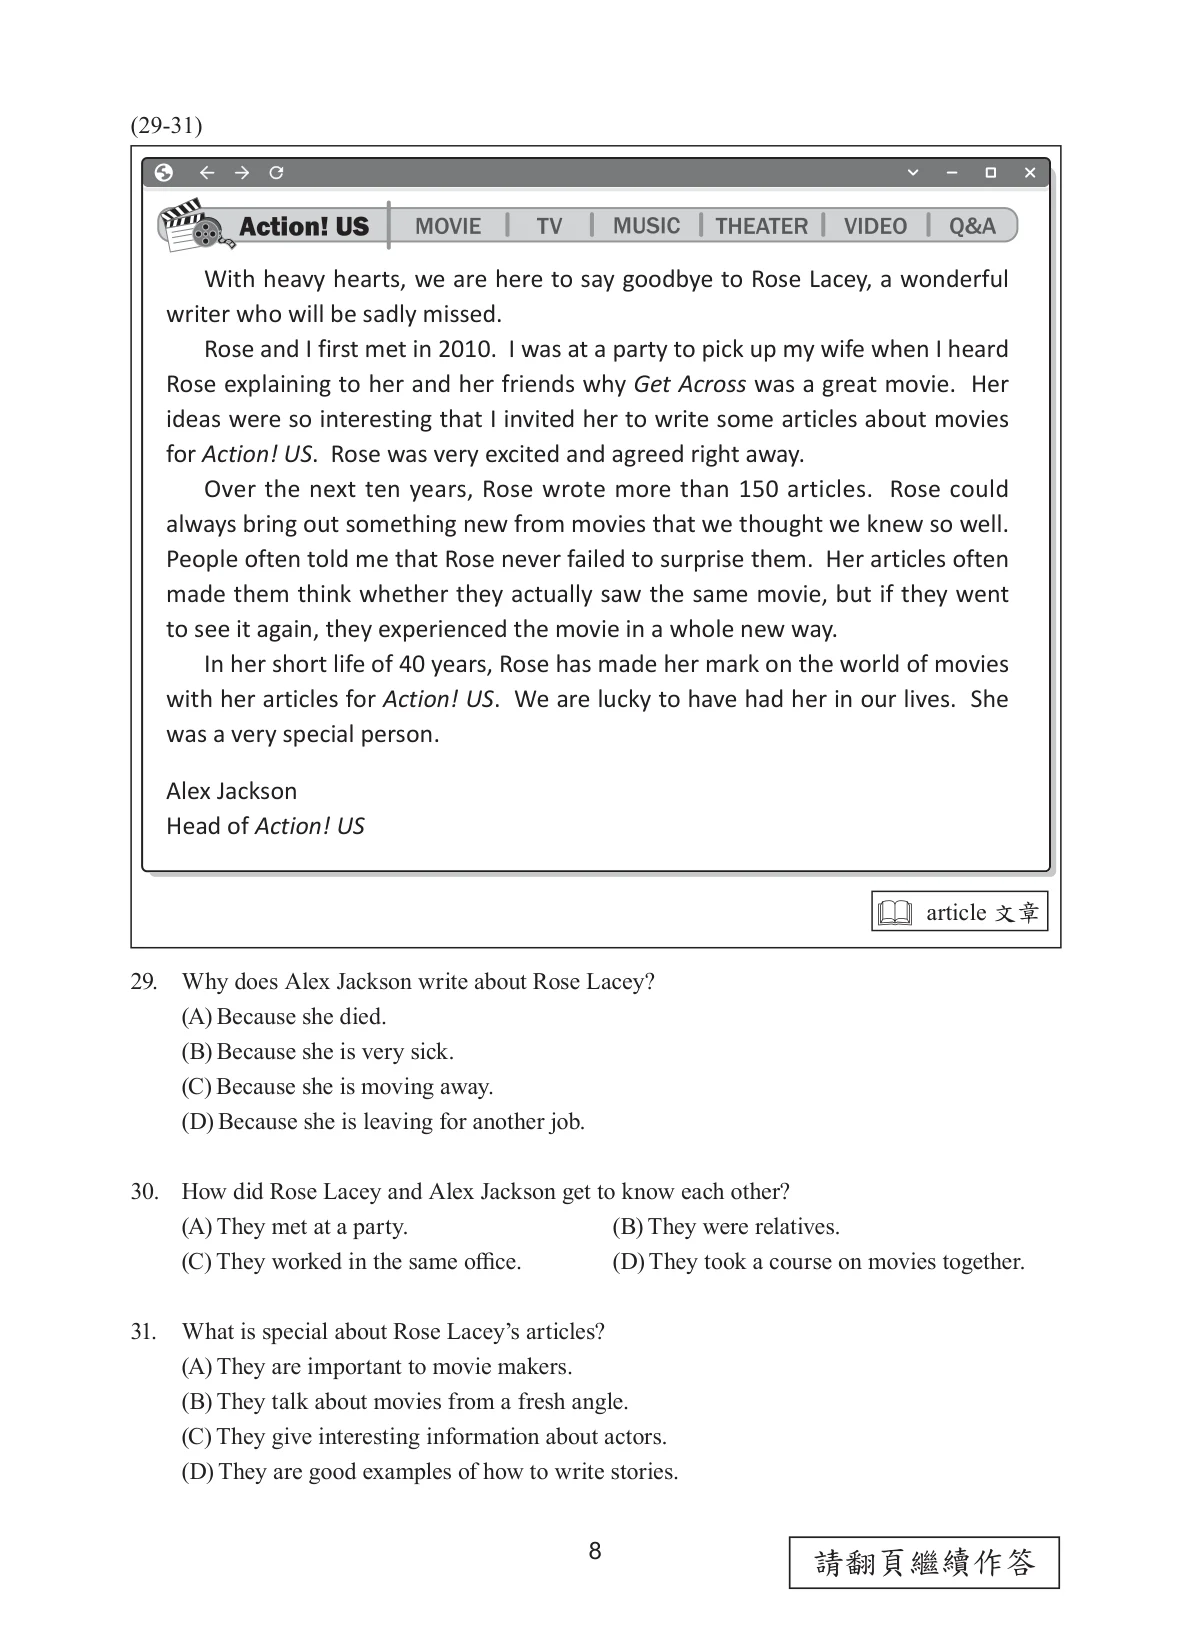 (29-31)
Action! US MOVIE TV MUSIC THEATER VIDEO Q&A
With heavy hearts, we are here to say goodbye to Rose Lacey, a wonderful
writer who will be sadly missed.
Rose and I first met in 2010. I was at a party to pick up my wife when I heard
Rose explaining to her and her friends why Get Across was a great movie. Her
ideas were so interesting that I invited her to write some articles about movies
for Action! US. Rose was very excited and agreed right away.
Over the next ten years, Rose wrote more than 150 articles. Rose could
always bring out something new from movies that we thought we knew so well.
People often told me that Rose never failed to surprise them. Her articles often
made them think whether they actually saw the same movie, but if they went
to see it again, they experienced the movie in a whole new way.
In her short life of 40 years, Rose has made her mark on the world of movies
with her articles for Action! US. We are lucky to have had her in our lives. She
was a very special person.
Alex Jackson
Head of Action! US
article 文章
29. Why does Alex Jackson write about Rose Lacey?
(A) Because she died.
(B) Because she is very sick.
(C) Because she is moving away.
(D) Because she is leaving for another job.
30. How did Rose Lacey and Alex Jackson get to know each other?
(A) They met at a party. (B) They were relatives.
(C) They worked in the same office. (D) They took a course on movies together.
31. What is special about Rose Lacey's articles?
(A) They are important to movie makers.
(B) They talk about movies from a fresh angle.
(C) They give interesting information about actors.
(D) They are good examples of how to write stories.
8
請翻頁繼續作答